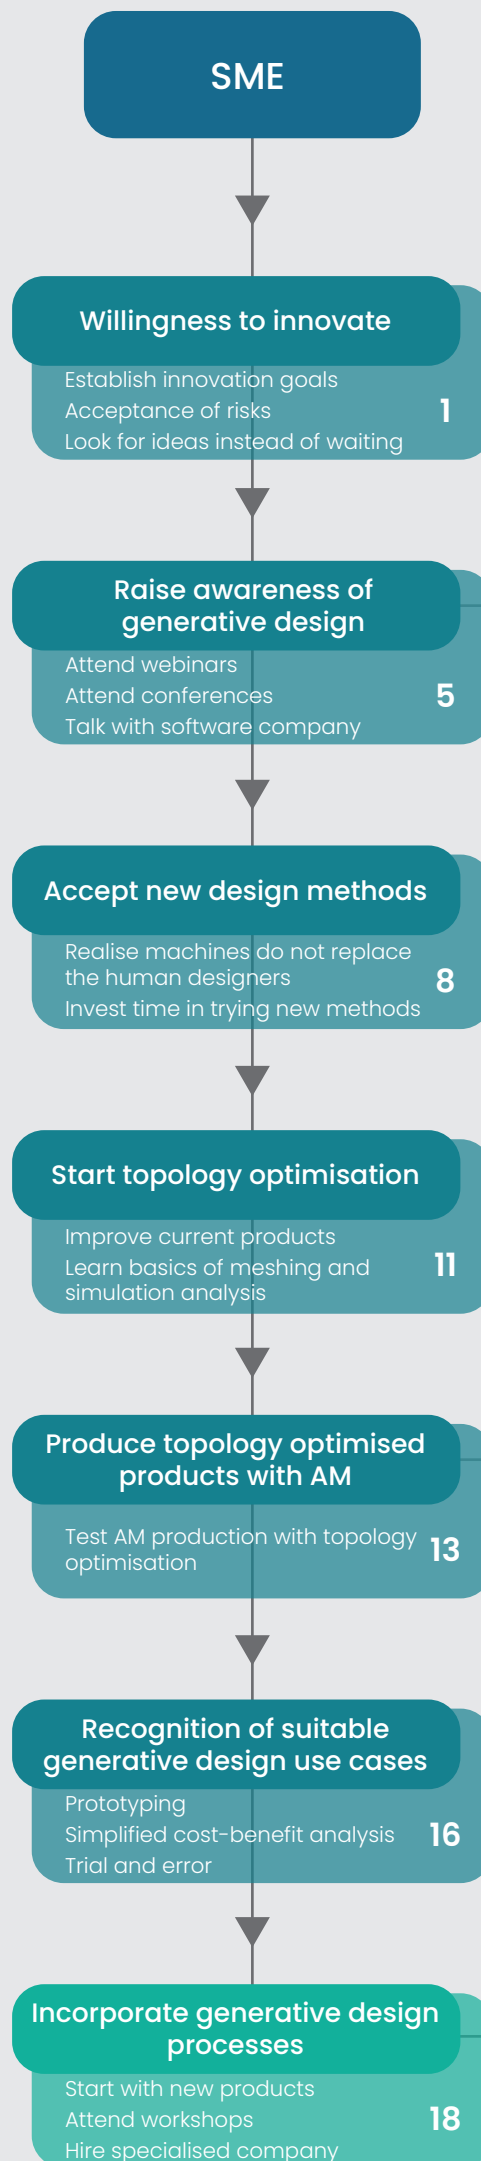 SME
Willingness to innovate
Establish innovation goals
Acceptance of risks
Look for ideas instead of waiting
1
Raise awareness of
generative design
Attend webinars
Attend conferences
Talk with software company
5
Accept new design methods
Realise machines do not replace
the human designers
Invest time in trying new methods
8
Start topology optimisation
Improve current products
Learn basics of meshing and
simulation analysis
11
Produce topology optimised
products with AM
Test AM production with topology
optimisation
13
Recognition of suitable
generative design use cases
Prototyping
Simplified cost-benefit analysis
Trial and error
16
Incorporate generative design
processes
Start with new products
Attend workshops
Hire specialised company
18